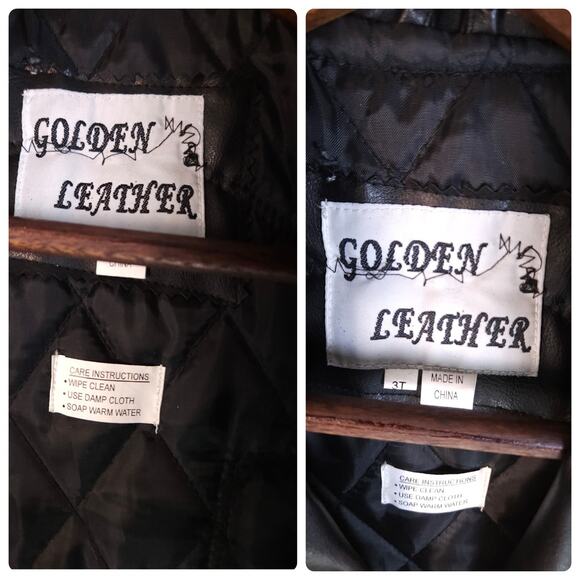 GOLDEN
LEATHER
CHINA
CARE INSTRUCTIONS
• WIPE CLEAN
• USE DAMP CLOTH
• SOAP WARM WATER
GOLDEN
LEATHER
3T
MADE IN
CHINA
CARE INSTRUCTIONS
• WIPE CLEAN
• USE DAMP CLOTH
• SOAP WARM WATER